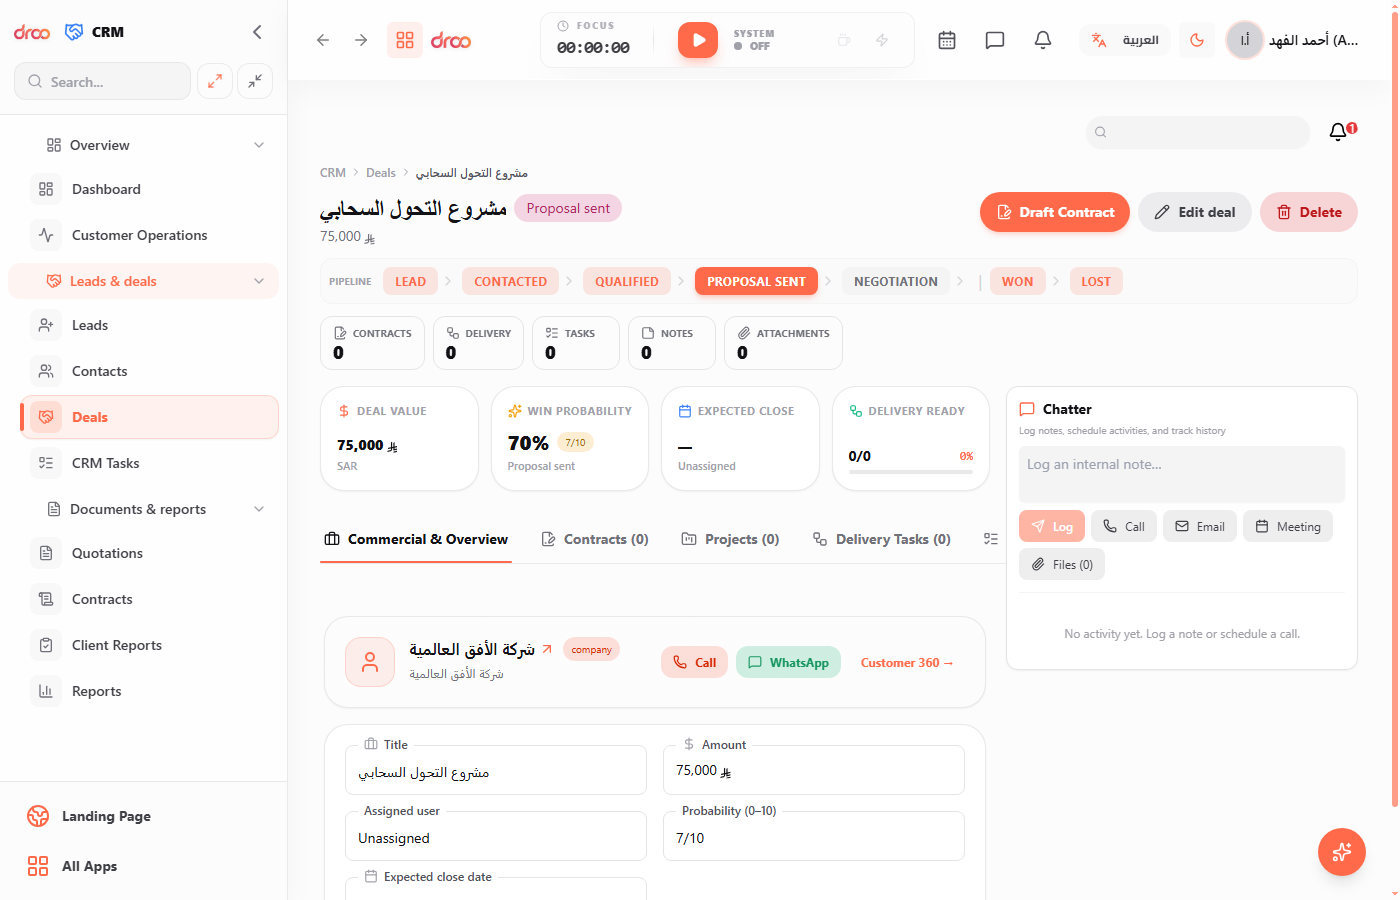 droo CRM
Search...
Overview
Dashboard
Customer Operations
Leads & deals
Leads
Contacts
Deals
CRM Tasks
Documents & reports
Quotations
Contracts
Client Reports
Reports
Landing Page
All Apps
droo
FOCUS
00:00:00
SYSTEM
OFF
العربية
أ.ا
أحمد الفهد (A...
1
CRM > Deals > مشروع التحول السحابي
مشروع التحول السحابي
Proposal sent
75,000
Draft Contract
Edit deal
Delete
PIPELINE
LEAD
CONTACTED
QUALIFIED
PROPOSAL SENT
NEGOTIATION
WON
LOST
CONTRACTS
0
DELIVERY
0
TASKS
0
NOTES
0
ATTACHMENTS
0
DEAL VALUE
75,000
SAR
WIN PROBABILITY
70% 7/10
Proposal sent
EXPECTED CLOSE
—
Unassigned
DELIVERY READY
0/0 0%
Chatter
Log notes, schedule activities, and track history
Log an internal note...
Log
Call
Email
Meeting
Files (0)
No activity yet. Log a note or schedule a call.
Commercial & Overview
Contracts (0)
Projects (0)
Delivery Tasks (0)
شركة الأفق العالمية
company
شركة الأفق العالمية
Call
WhatsApp
Customer 360 →
Title
مشروع التحول السحابي
Amount
75,000
Assigned user
Unassigned
Probability (0–10)
7/10
Expected close date